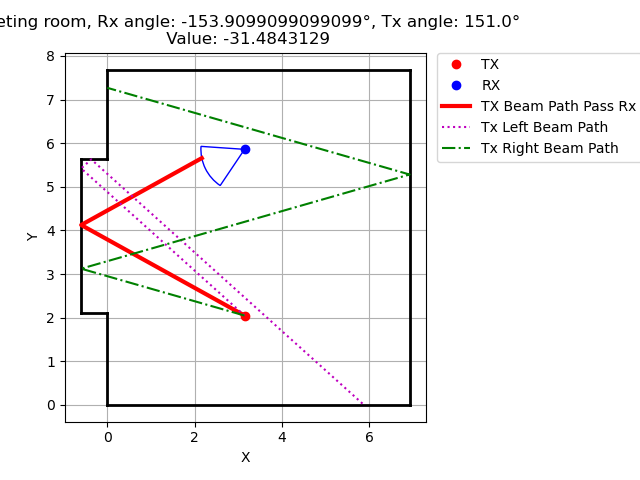 eting room, Rx angle: -153.9099099099099°, Tx angle: 151.0°
Value: -31.4843129
TX
RX
TX Beam Path Pass Rx
Tx Left Beam Path
Tx Right Beam Path
8
7
6
5
4
3
2
1
0
Y
0 2 4 6
X